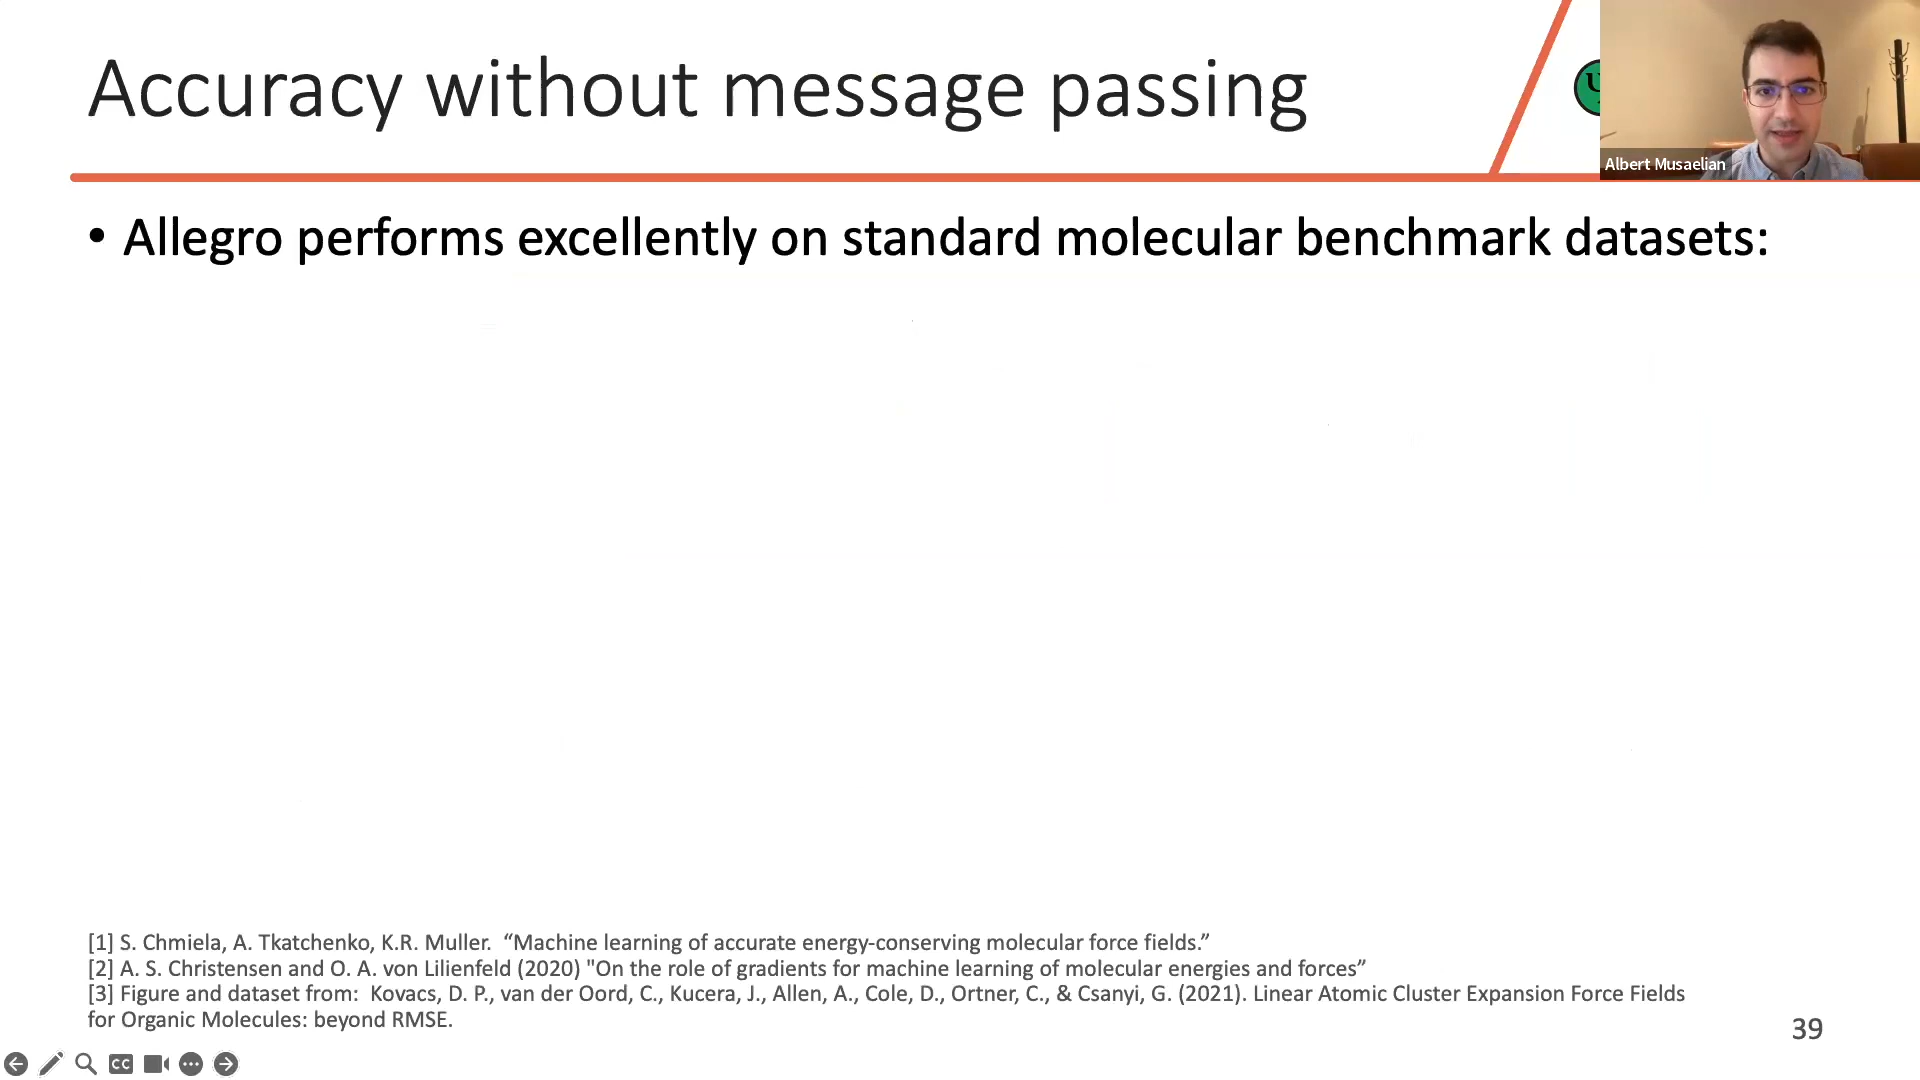 Accuracy without message passing
Albert Musaelian
• Allegro performs excellently on standard molecular benchmark datasets:
[1] S. Chmiela, A. Tkatchenko, K.R. Muller.  “Machine learning of accurate energy-conserving molecular force fields.”
[2] A. S. Christensen and O. A. von Lilienfeld (2020) "On the role of gradients for machine learning of molecular energies and forces”
[3] Figure and dataset from:  Kovacs, D. P., van der Oord, C., Kucera, J., Allen, A., Cole, D., Ortner, C., & Csanyi, G. (2021). Linear Atomic Cluster Expansion Force Fields
for Organic Molecules: beyond RMSE.
39
CC